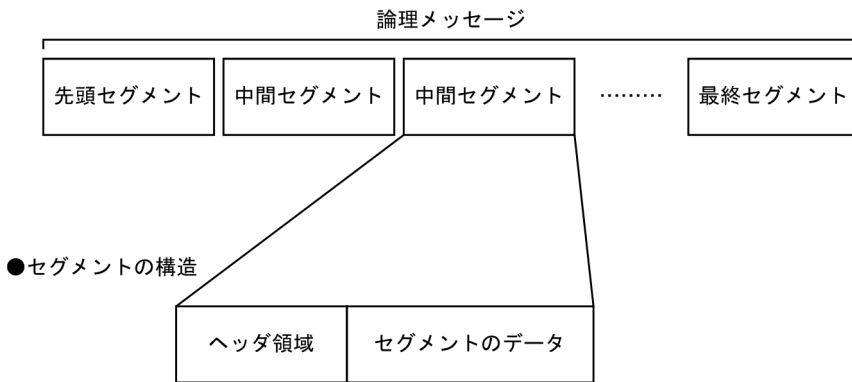 論理メッセージ
先頭セグメント 中間セグメント 中間セグメント ……… 最終セグメント
●セグメントの構造
ヘッダ領域 セグメントのデータ